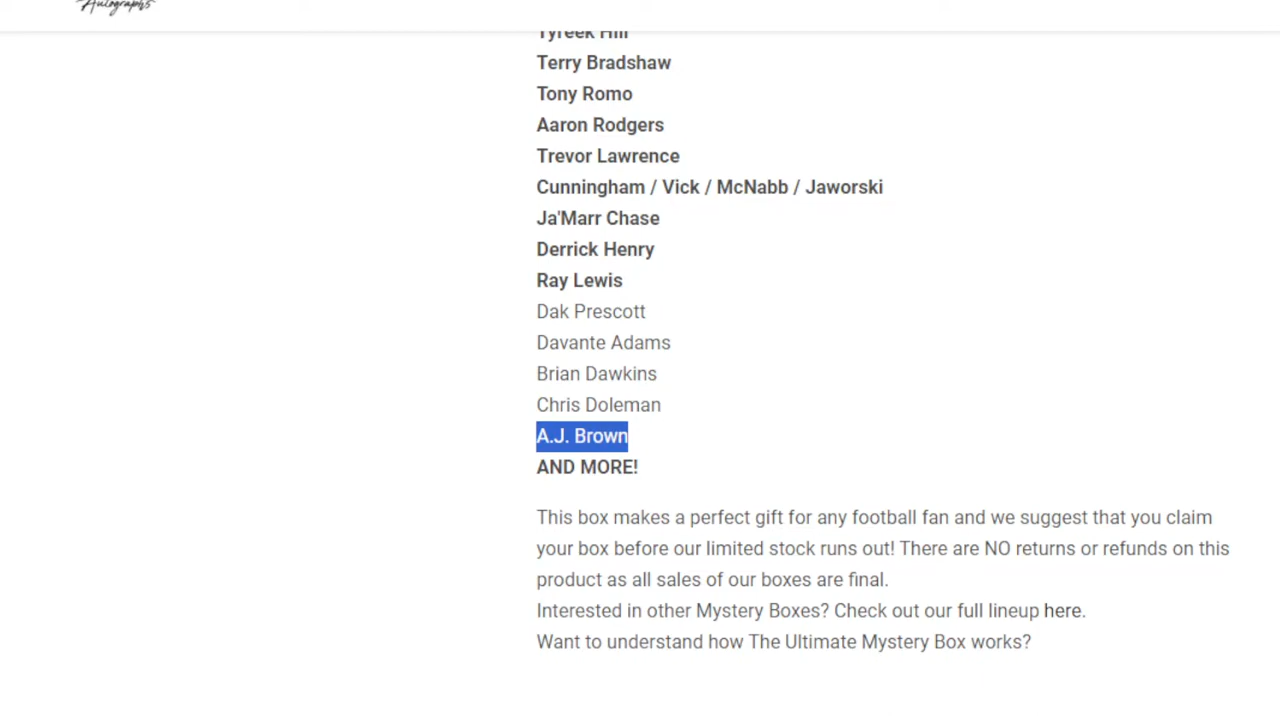 Autographs
Tyreek Hill
Terry Bradshaw
Tony Romo
Aaron Rodgers
Trevor Lawrence
Cunningham / Vick / McNabb / Jaworski
Ja'Marr Chase
Derrick Henry
Ray Lewis
Dak Prescott
Davante Adams
Brian Dawkins
Chris Doleman
A.J. Brown
AND MORE!
This box makes a perfect gift for any football fan and we suggest that you claim
your box before our limited stock runs out! There are NO returns or refunds on this
product as all sales of our boxes are final.
Interested in other Mystery Boxes? Check out our full lineup here.
Want to understand how The Ultimate Mystery Box works?